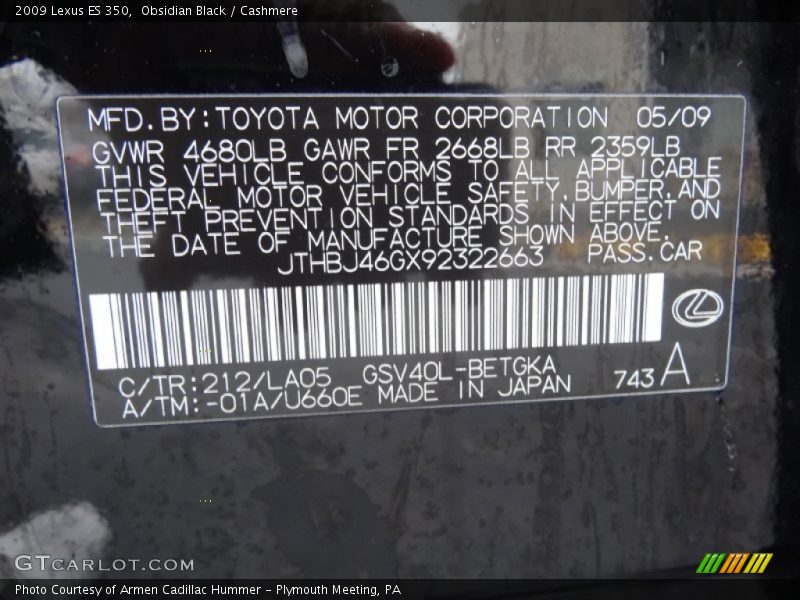 2009 Lexus ES 350,  Obsidian Black / Cashmere
MFD. BY: TOYOTA MOTOR CORPORATION 05/09
GVWR 4680LB GAWR FR 2668LB RR 2359LB
THIS VEHICLE CONFORMS TO ALL APPLICABLE
FEDERAL MOTOR VEHICLE SAFETY, BUMPER, AND
THEFT PREVENTION STANDARDS IN EFFECT ON
THE DATE OF MANUFACTURE SHOWN ABOVE.
JTHBJ46GX92322663 PASS. CAR
C/TR: 212/LA05 GSV40L-BETGKA
A/TM: -01A/U660E MADE IN JAPAN 743 A
GTCARLOT.COM
Photo Courtesy of Armen Cadillac Hummer - Plymouth Meeting, PA